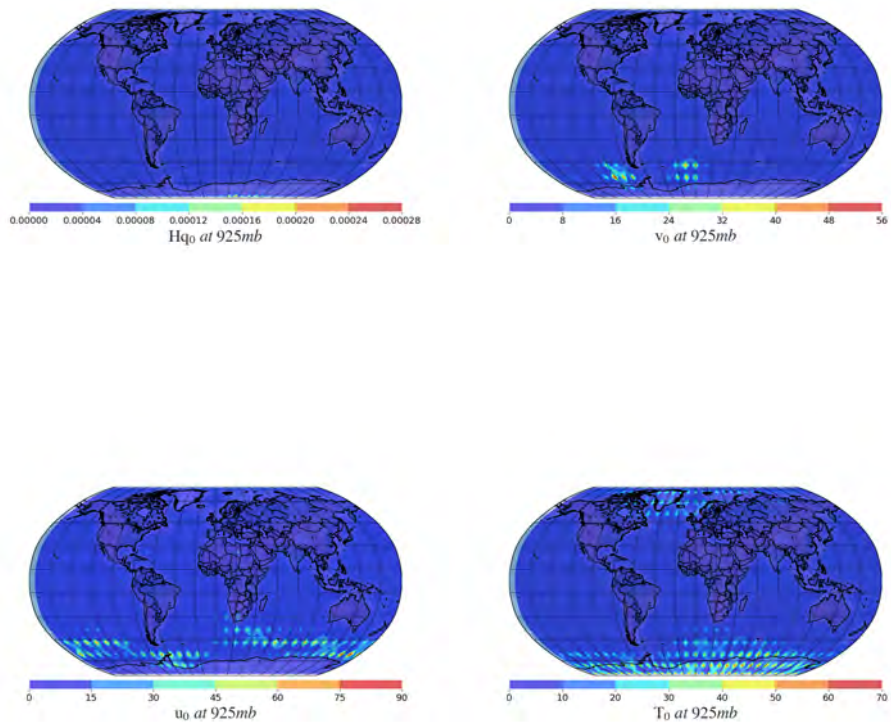 0.00000 0.00004 0.00008 0.00012 0.00016 0.00020 0.00024 0.00028
Hq₀ at 925mb
0 8 16 24 32 40 48 56
v₀ at 925mb
0 15 30 45 60 75 90
u₀ at 925mb
0 10 20 30 40 50 60 70
T₀ at 925mb